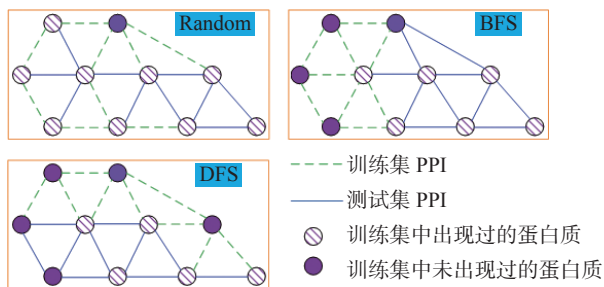 Random
BFS
DFS
训练集 PPI
测试集 PPI
训练集中出现过的蛋白质
训练集中未出现过的蛋白质